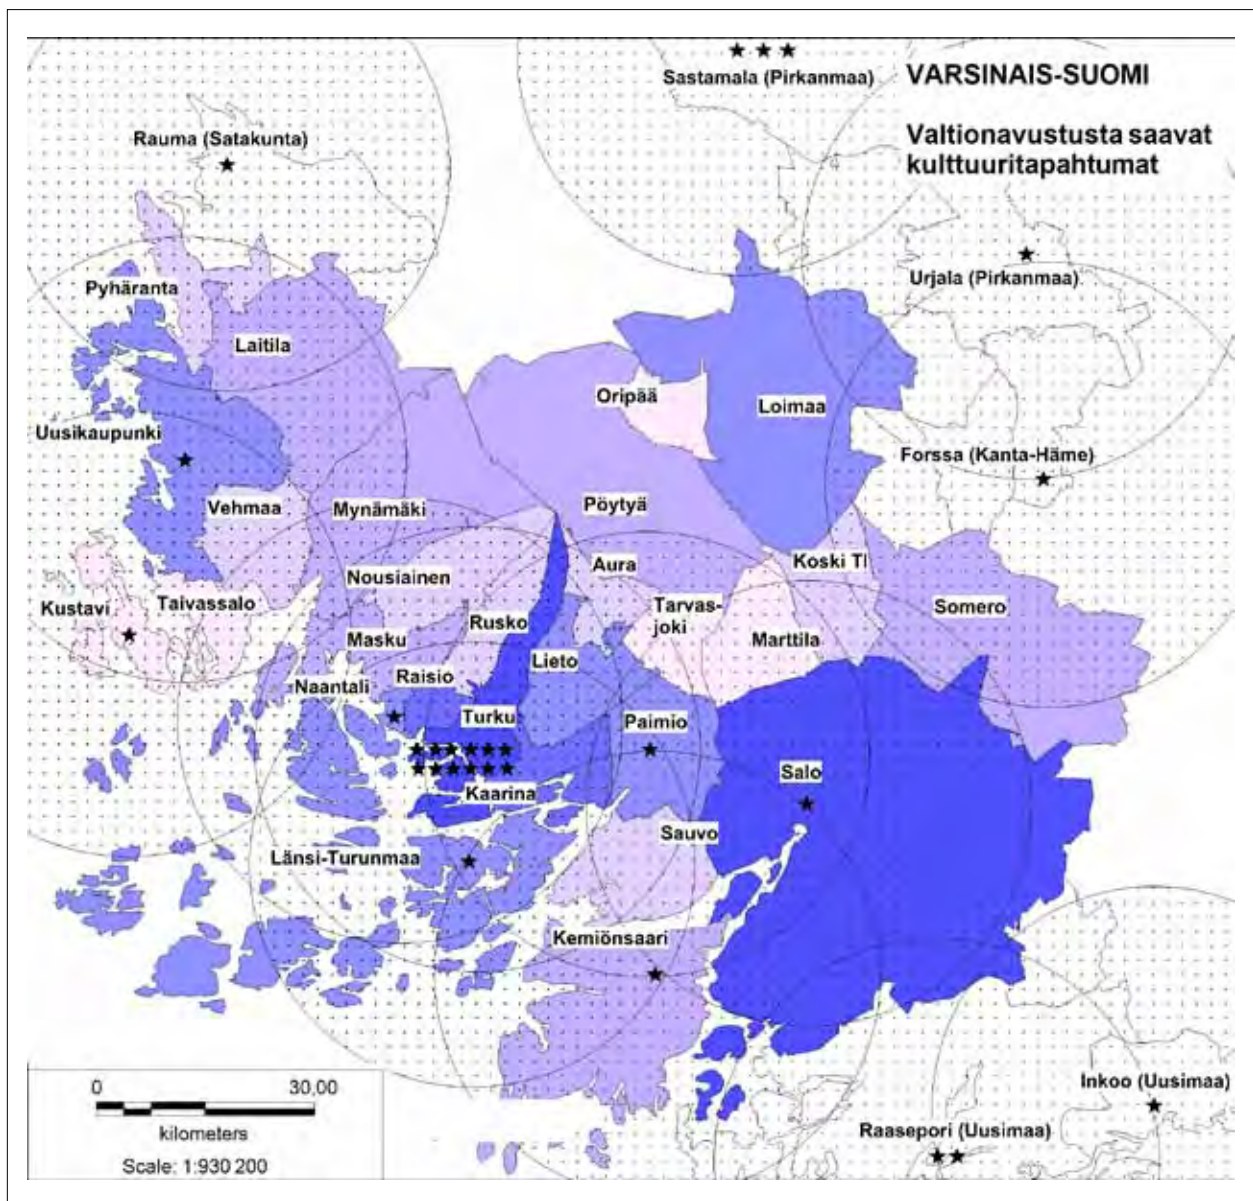 Sastamala (Pirkanmaa)
VARSINAIS-SUOMI
Valtionavustusta saavat
kulttuuritapahtumat
Rauma (Satakunta)
Urjala (Pirkanmaa)
Pyhäranta
Laitila
Oripää
Loimaa
Uusikaupunki
Forssa (Kanta-Häme)
Vehmaa
Mynämäki
Pöytyä
Aura
Koski Tl
Nousiainen
Kustavi
Taivassalo
Tarvas-
joki
Somero
Rusko
Masku
Marttila
Lieto
Raisio
Naantali
Turku
Paimio
Salo
Kaarina
Sauvo
Länsi-Turunmaa
Kemiönsaari
0 30,00
kilometers
Scale: 1:930 200
Inkoo (Uusimaa)
Raasepori (Uusimaa)